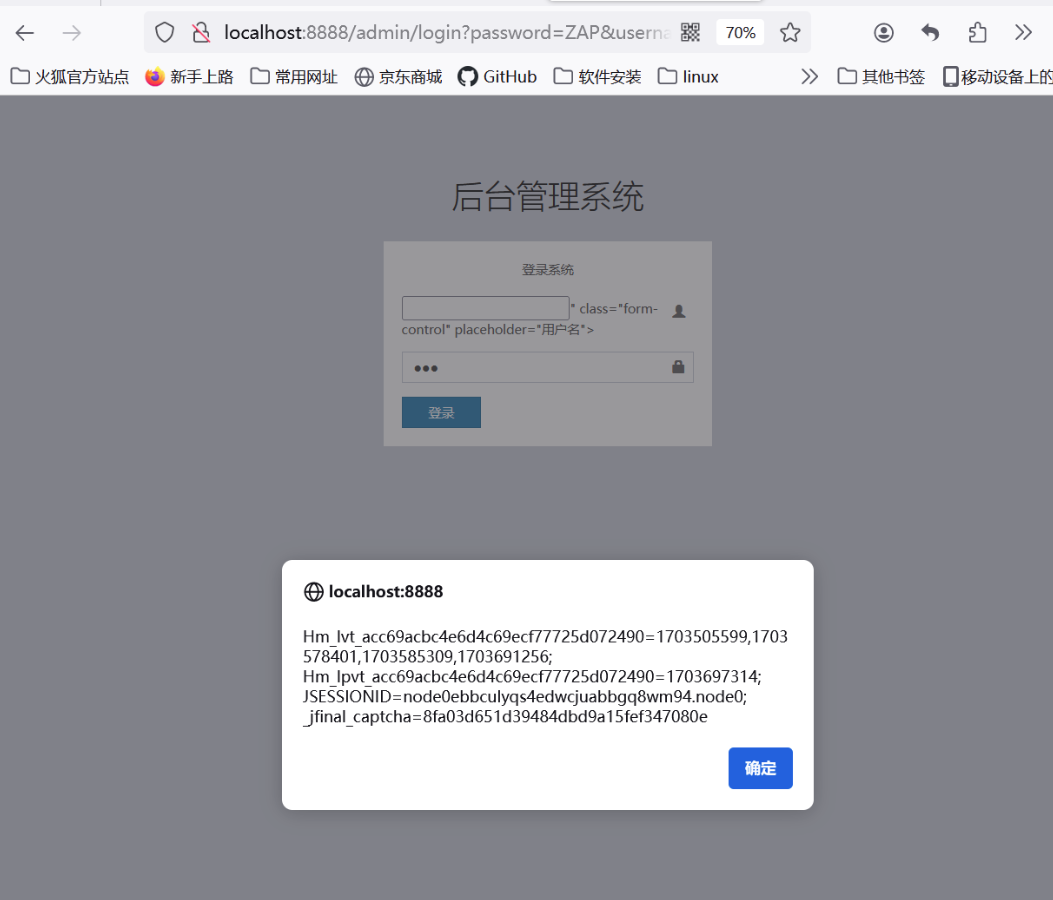 localhost:8888/admin/login?password=ZAP&userna
70%
火狐官方站点 新手上路 常用网址 京东商城 GitHub 软件安装 linux 其他书签 移动设备上的
后台管理系统
登录系统
" class="form-
control" placeholder="用户名">
登录
localhost:8888
Hm_lvt_acc69acbc4e6d4c69ecf77725d072490=1703505599,1703
578401,1703585309,1703691256;
Hm_lpvt_acc69acbc4e6d4c69ecf77725d072490=1703697314;
JSESSIONID=node0ebbculyqs4edwcjuabbgq8wm94.node0;
_jfinal_captcha=8fa03d651d39484dbd9a15fef347080e
确定